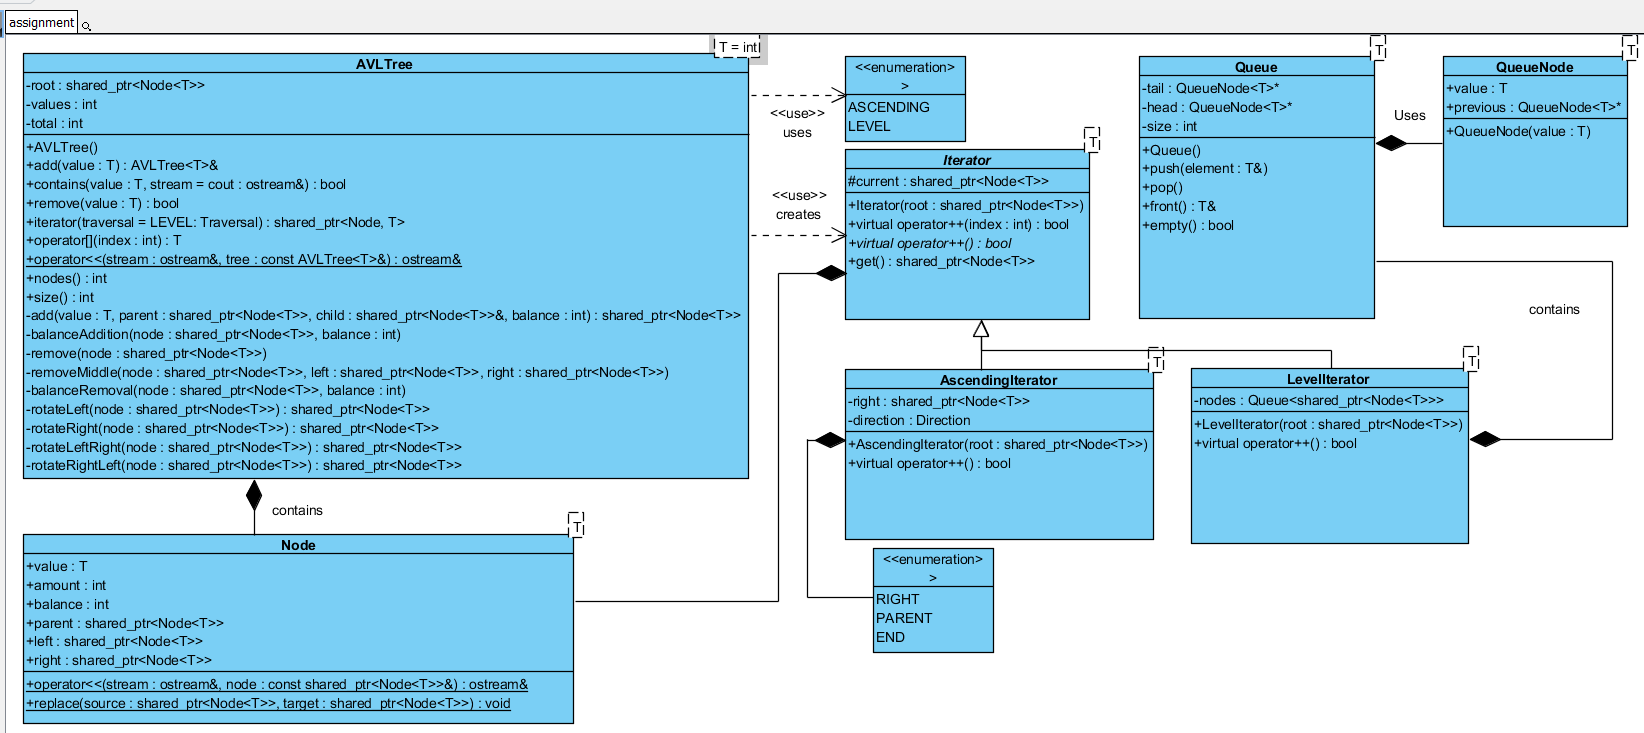 assignment
T = int
AVLTree
-root : shared_ptr<Node<T>>
-values : int
-total : int
+AVLTree()
+add(value : T) : AVLTree<T>&
+contains(value : T, stream = cout : ostream&) : bool
+remove(value : T) : bool
+iterator(traversal = LEVEL: Traversal) : shared_ptr<Node, T>
+operator[](index : int) : T
+operator<<(stream : ostream&, tree : const AVLTree<T>&) : ostream&
+nodes() : int
+size() : int
-add(value : T, parent : shared_ptr<Node<T>>, child : shared_ptr<Node<T>>&, balance : int) : shared_ptr<Node<T>>
-balanceAddition(node : shared_ptr<Node<T>>, balance : int)
-remove(node : shared_ptr<Node<T>>)
-removeMiddle(node : shared_ptr<Node<T>>, left : shared_ptr<Node<T>>, right : shared_ptr<Node<T>>)
-balanceRemoval(node : shared_ptr<Node<T>>, balance : int)
-rotateLeft(node : shared_ptr<Node<T>>) : shared_ptr<Node<T>>
-rotateRight(node : shared_ptr<Node<T>>) : shared_ptr<Node<T>>
-rotateLeftRight(node : shared_ptr<Node<T>>) : shared_ptr<Node<T>>
-rotateRightLeft(node : shared_ptr<Node<T>>) : shared_ptr<Node<T>>
contains
T
Node
+value : T
+amount : int
+balance : int
+parent : shared_ptr<Node<T>>
+left : shared_ptr<Node<T>>
+right : shared_ptr<Node<T>>
+operator<<(stream : ostream&, node : const shared_ptr<Node<T>>&) : ostream&
+replace(source : shared_ptr<Node<T>>, target : shared_ptr<Node<T>>) : void
<<use>>
uses
<<use>>
creates
<<enumeration>
>
ASCENDING
LEVEL
T
Iterator
#current : shared_ptr<Node<T>>
+Iterator(root : shared_ptr<Node<T>>)
+virtual operator++(index : int) : bool
+virtual operator++() : bool
+get() : shared_ptr<Node<T>>
T
AscendingIterator
-right : shared_ptr<Node<T>>
-direction : Direction
+AscendingIterator(root : shared_ptr<Node<T>>)
+virtual operator++() : bool
<<enumeration>
>
RIGHT
PARENT
END
T
Queue
-tail : QueueNode<T>*
-head : QueueNode<T>*
-size : int
+Queue()
+push(element : T&)
+pop()
+front() : T&
+empty() : bool
Uses
T
QueueNode
+value : T
+previous : QueueNode<T>*
+QueueNode(value : T)
contains
T
LevelIterator
-nodes : Queue<shared_ptr<Node<T>>>
+LevelIterator(root : shared_ptr<Node<T>>)
+virtual operator++() : bool